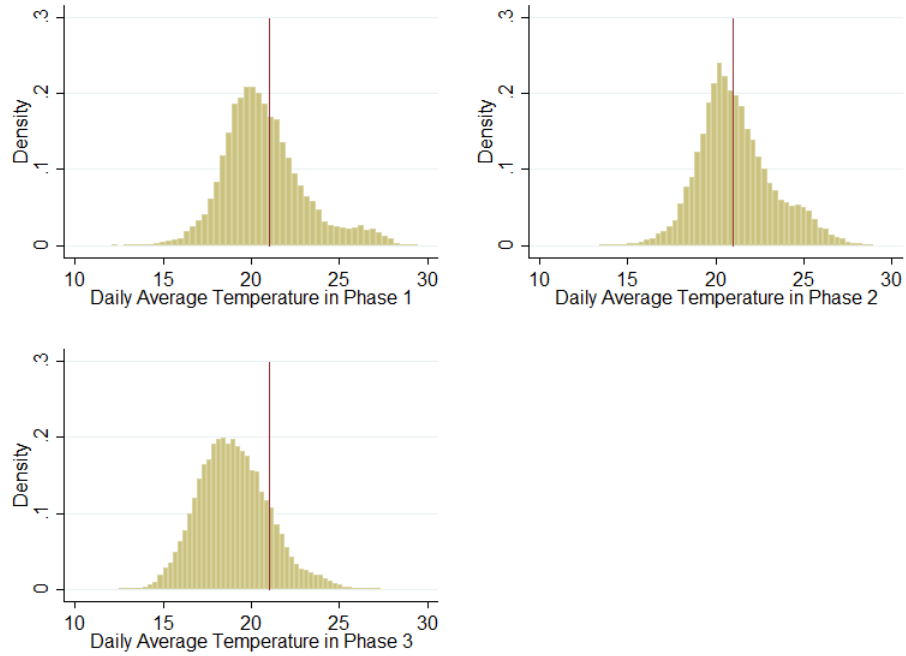 .3
.2
.1
0
Density
10 15 20 25 30
Daily Average Temperature in Phase 1
.3
.2
.1
0
Density
10 15 20 25 30
Daily Average Temperature in Phase 2
.3
.2
.1
0
Density
10 15 20 25 30
Daily Average Temperature in Phase 3